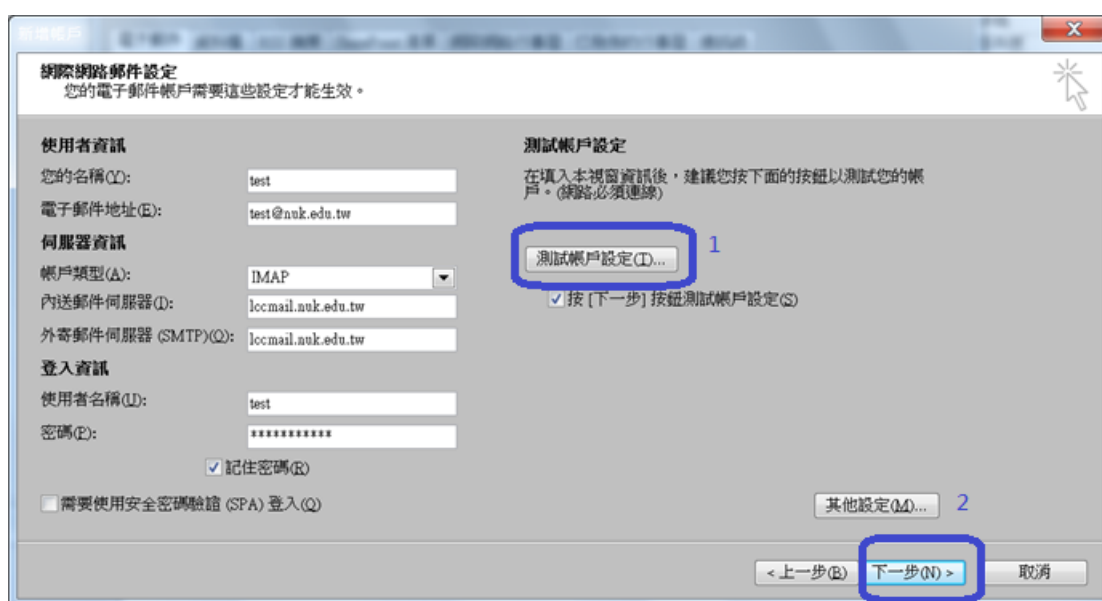 新增帳戶
網際網路郵件設定
您的電子郵件帳戶需要這些設定才能生效。
使用者資訊
您的名稱(Y):
test
電子郵件地址(E):
test@nuk.edu.tw
伺服器資訊
帳戶類型(A):
IMAP
內送郵件伺服器(I):
lccmail.nuk.edu.tw
外寄郵件伺服器 (SMTP)(O):
lccmail.nuk.edu.tw
登入資訊
使用者名稱(U):
test
密碼(P):
***********
記住密碼(R)
需要使用安全密碼驗證 (SPA) 登入(Q)
測試帳戶設定
在填入本視窗資訊後，建議您按下面的按鈕以測試您的帳
戶。(網路必須連線)
測試帳戶設定(T)...
1
按 [下一步] 按鈕測試帳戶設定(S)
其他設定(M)...
2
< 上一步(B)
下一步(N) >
取消